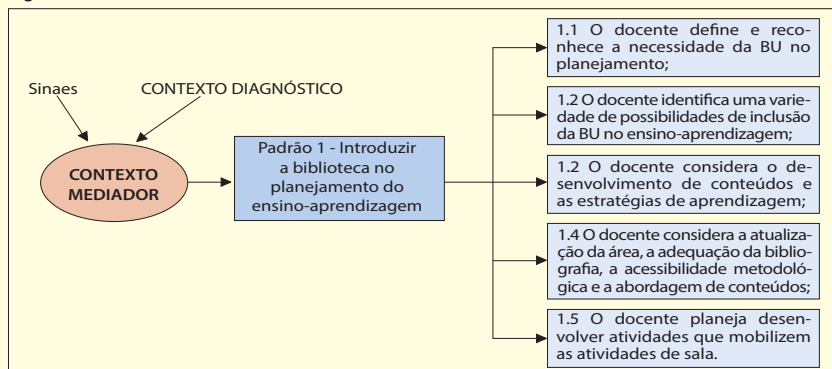 Sinaes
CONTEXTO DIAGNÓSTICO
CONTEXTO
MEDIADOR
Padrão 1 - Introduzir
a biblioteca no
planejamento do
ensino-aprendizagem
1.1 O docente define e reco-
nhece a necessidade da BU no
planejamento;
1.2 O docente identifica uma varie-
dade de possibilidades de inclusão
da BU no ensino-aprendizagem;
1.2 O docente considera o de-
senvolvimento de conteúdos e
as estratégias de aprendizagem;
1.4 O docente considera a atualiza-
ção da área, a adequação da biblio-
grafia, a acessibilidade metodoló-
gica e a abordagem de conteúdos;
1.5 O docente planeja desen-
volver atividades que mobilizem
as atividades de sala.